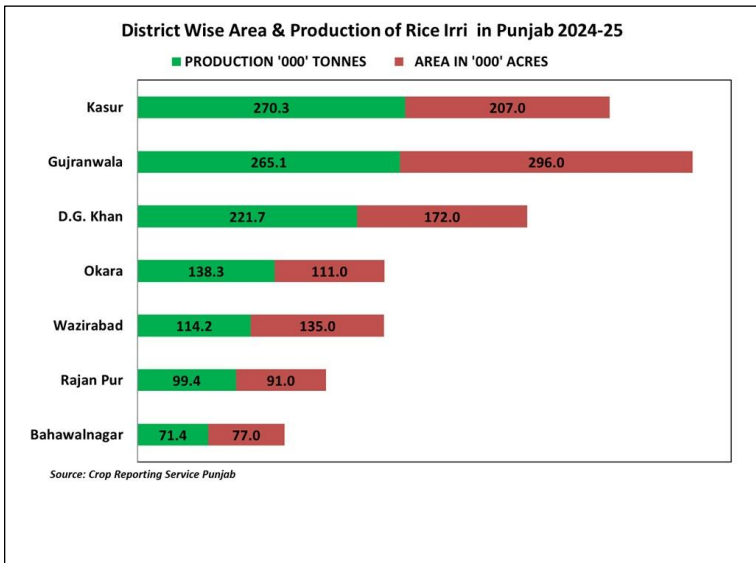 District Wise Area & Production of Rice Irri in Punjab 2024-25
PRODUCTION '000' TONNES AREA IN '000' ACRES
Kasur 270.3 207.0
Gujranwala 265.1 296.0
D.G. Khan 221.7 172.0
Okara 138.3 111.0
Wazirabad 114.2 135.0
Rajan Pur 99.4 91.0
Bahawalnagar 71.4 77.0
Source: Crop Reporting Service Punjab